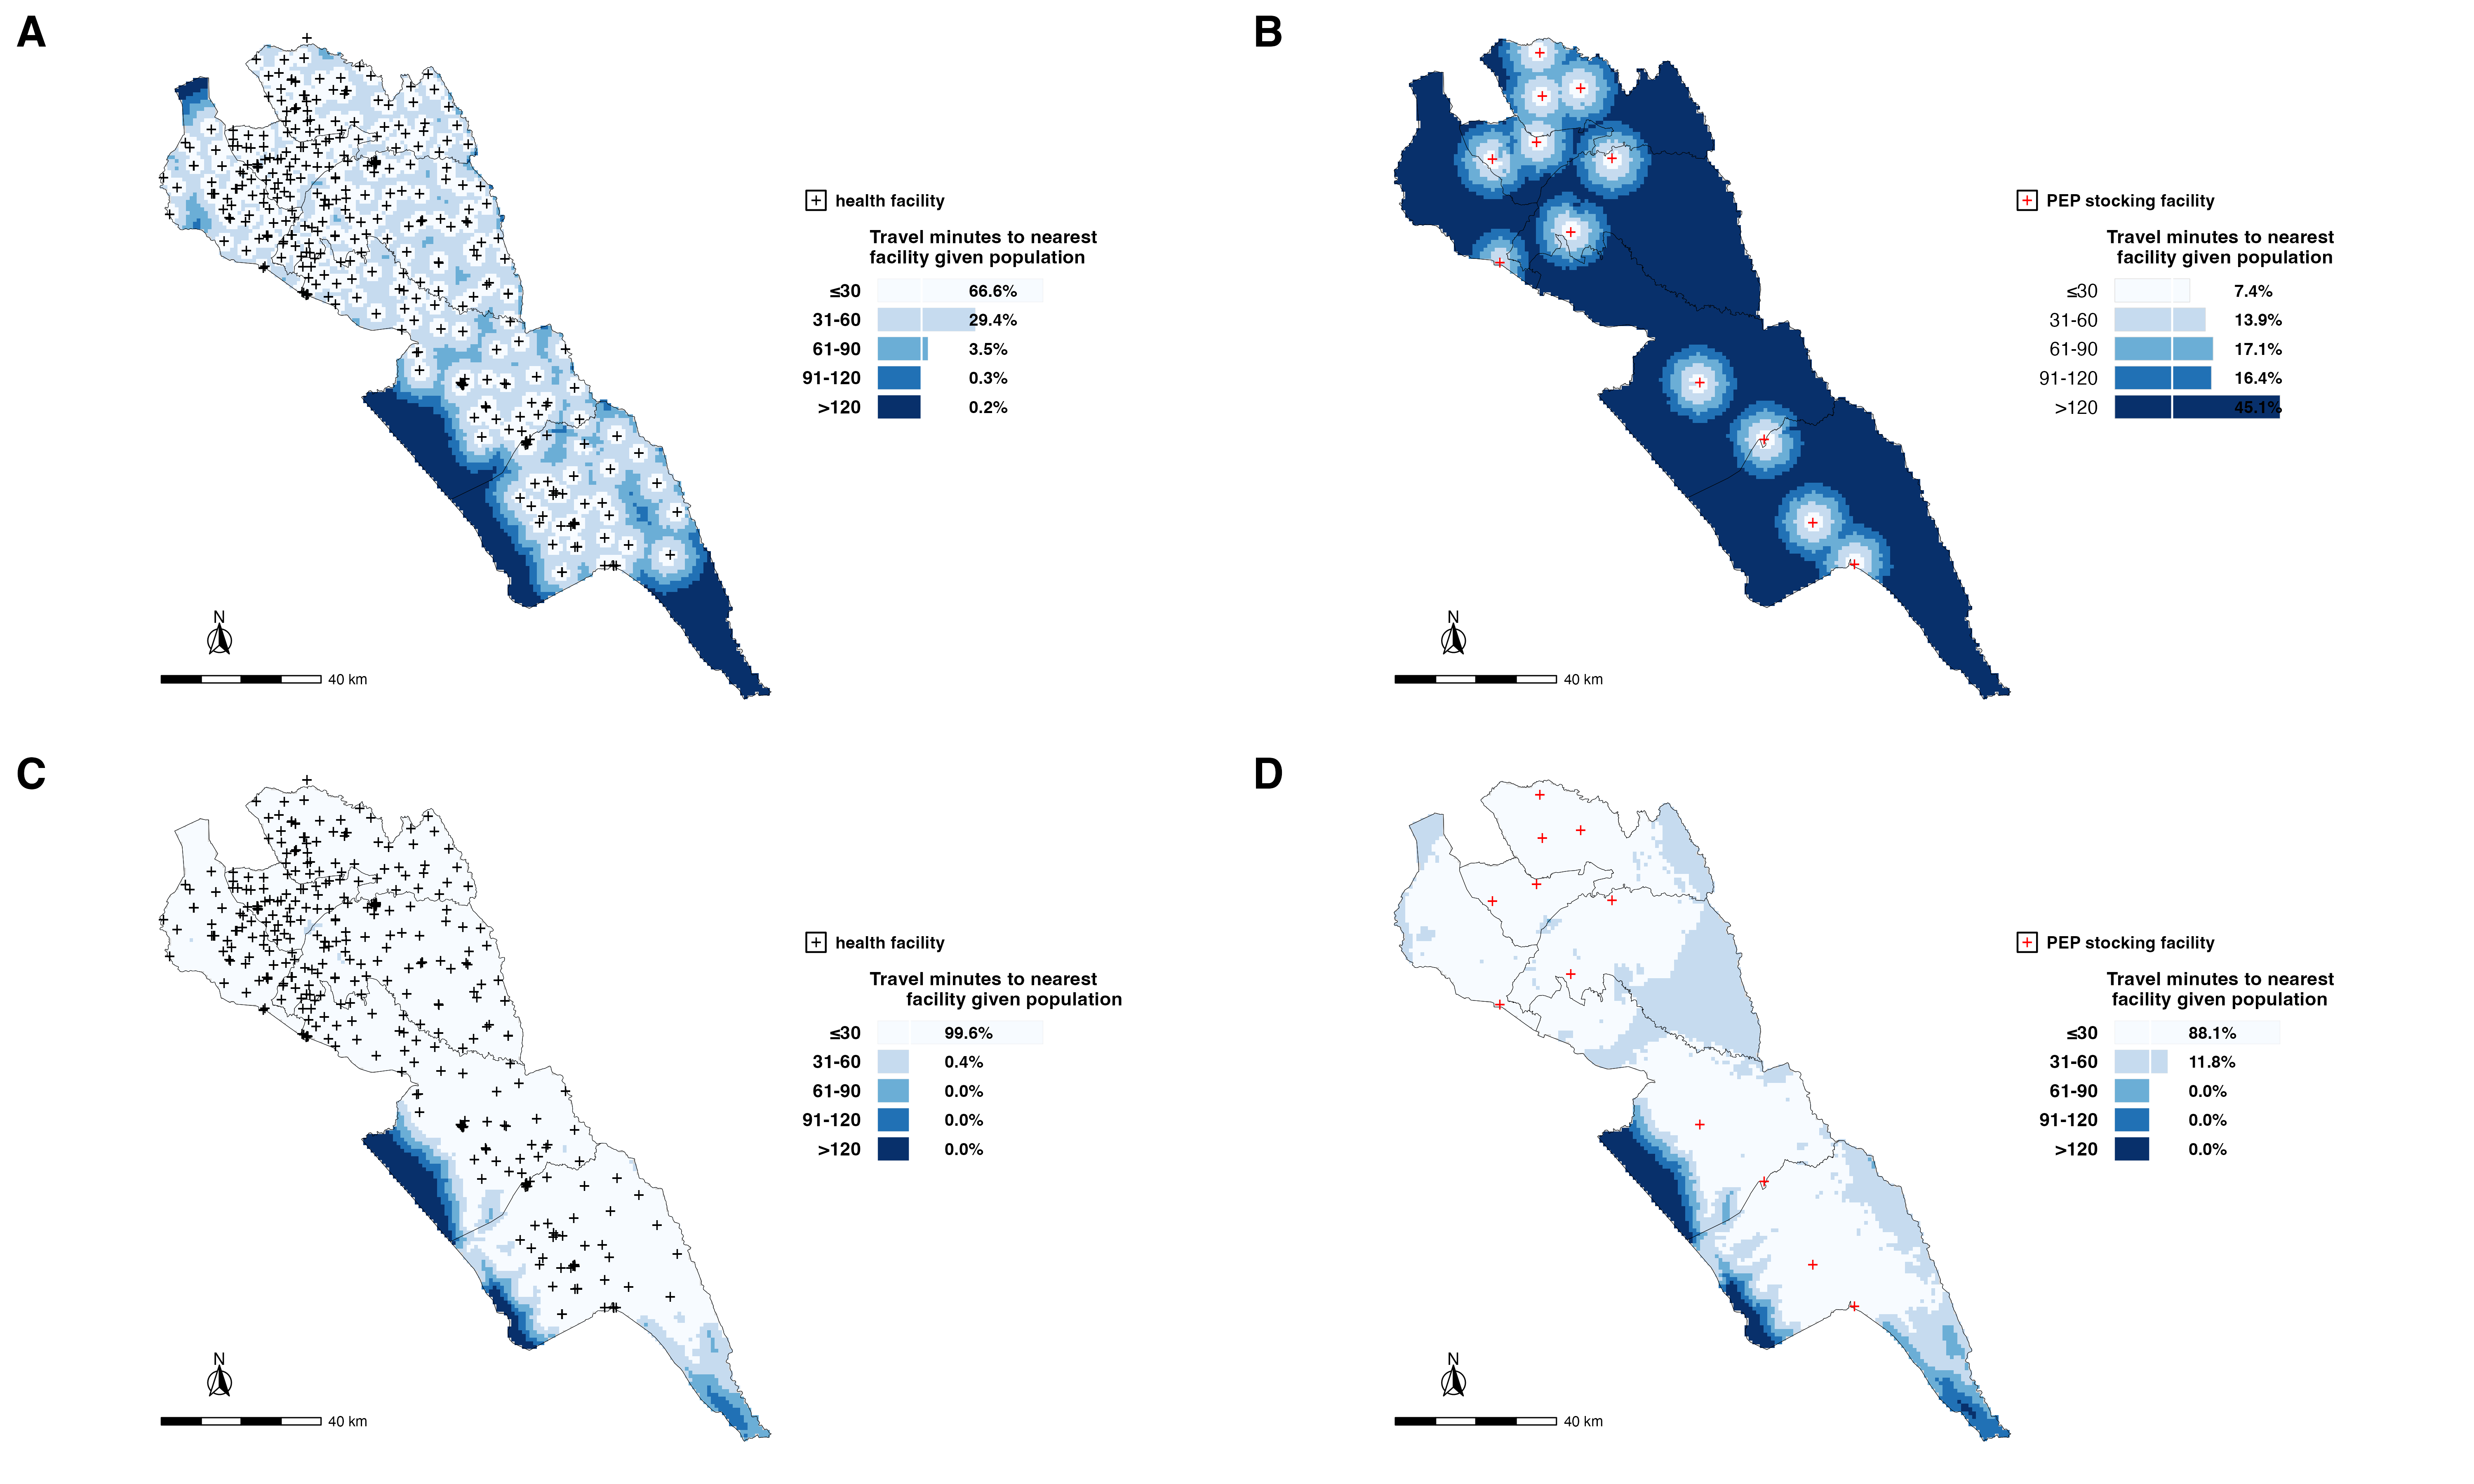 A
health facility
Travel minutes to nearest
facility given population
≤30 66.6%
31-60 29.4%
61-90 3.5%
91-120 0.3%
>120 0.2%
N
40 km
B
PEP stocking facility
Travel minutes to nearest
facility given population
≤30 7.4%
31-60 13.9%
61-90 17.1%
91-120 16.4%
>120 45.1%
N
40 km
C
health facility
Travel minutes to nearest
facility given population
≤30 99.6%
31-60 0.4%
61-90 0.0%
91-120 0.0%
>120 0.0%
N
40 km
D
PEP stocking facility
Travel minutes to nearest
facility given population
≤30 88.1%
31-60 11.8%
61-90 0.0%
91-120 0.0%
>120 0.0%
N
40 km